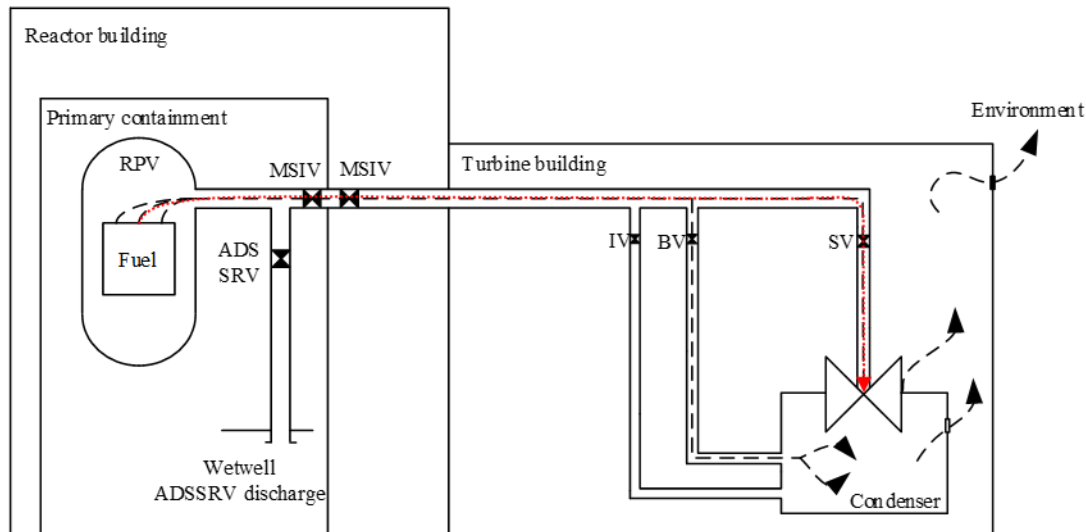 Reactor building
Environment
Primary containment
RPV
MSIV
MSIV
Turbine building
IV
BV
SV
ADS
SRV
Fuel
Wetwell
ADSSRV discharge
Condenser